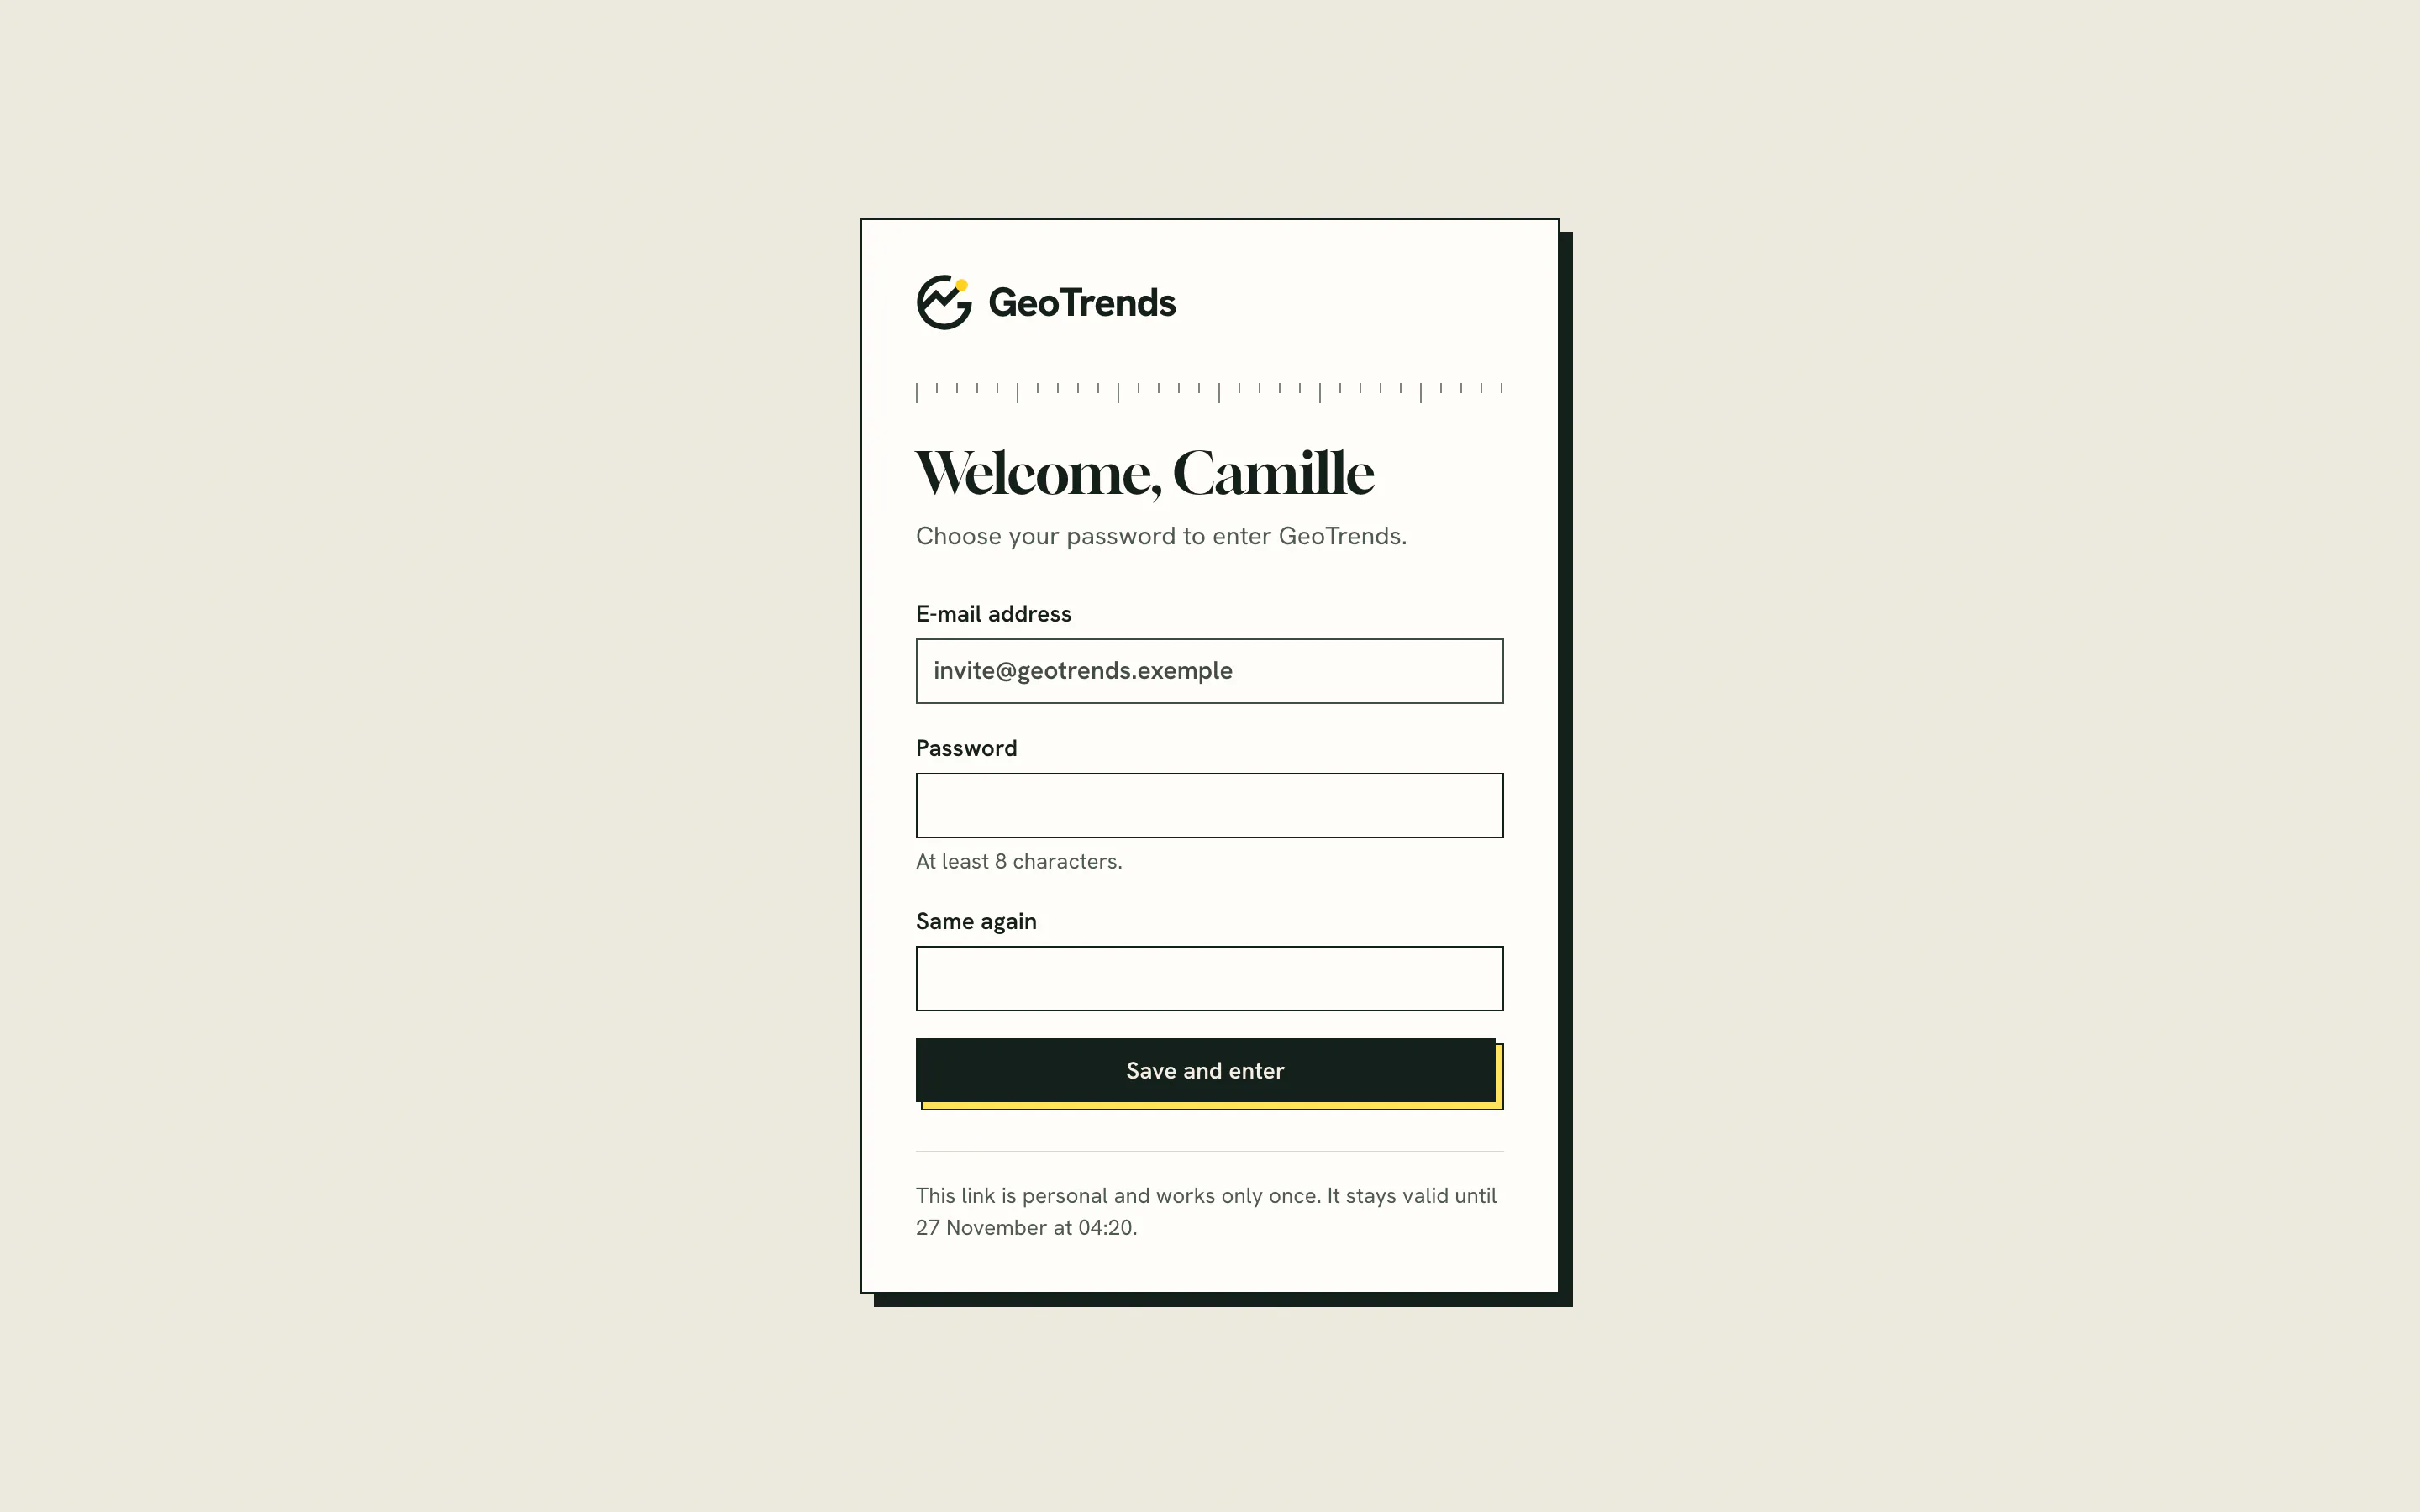 GeoTrends
Welcome, Camille
Choose your password to enter GeoTrends.
E-mail address
invite@geotrends.exemple
Password
At least 8 characters.
Same again
Save and enter
This link is personal and works only once. It stays valid until
27 November at 04:20.